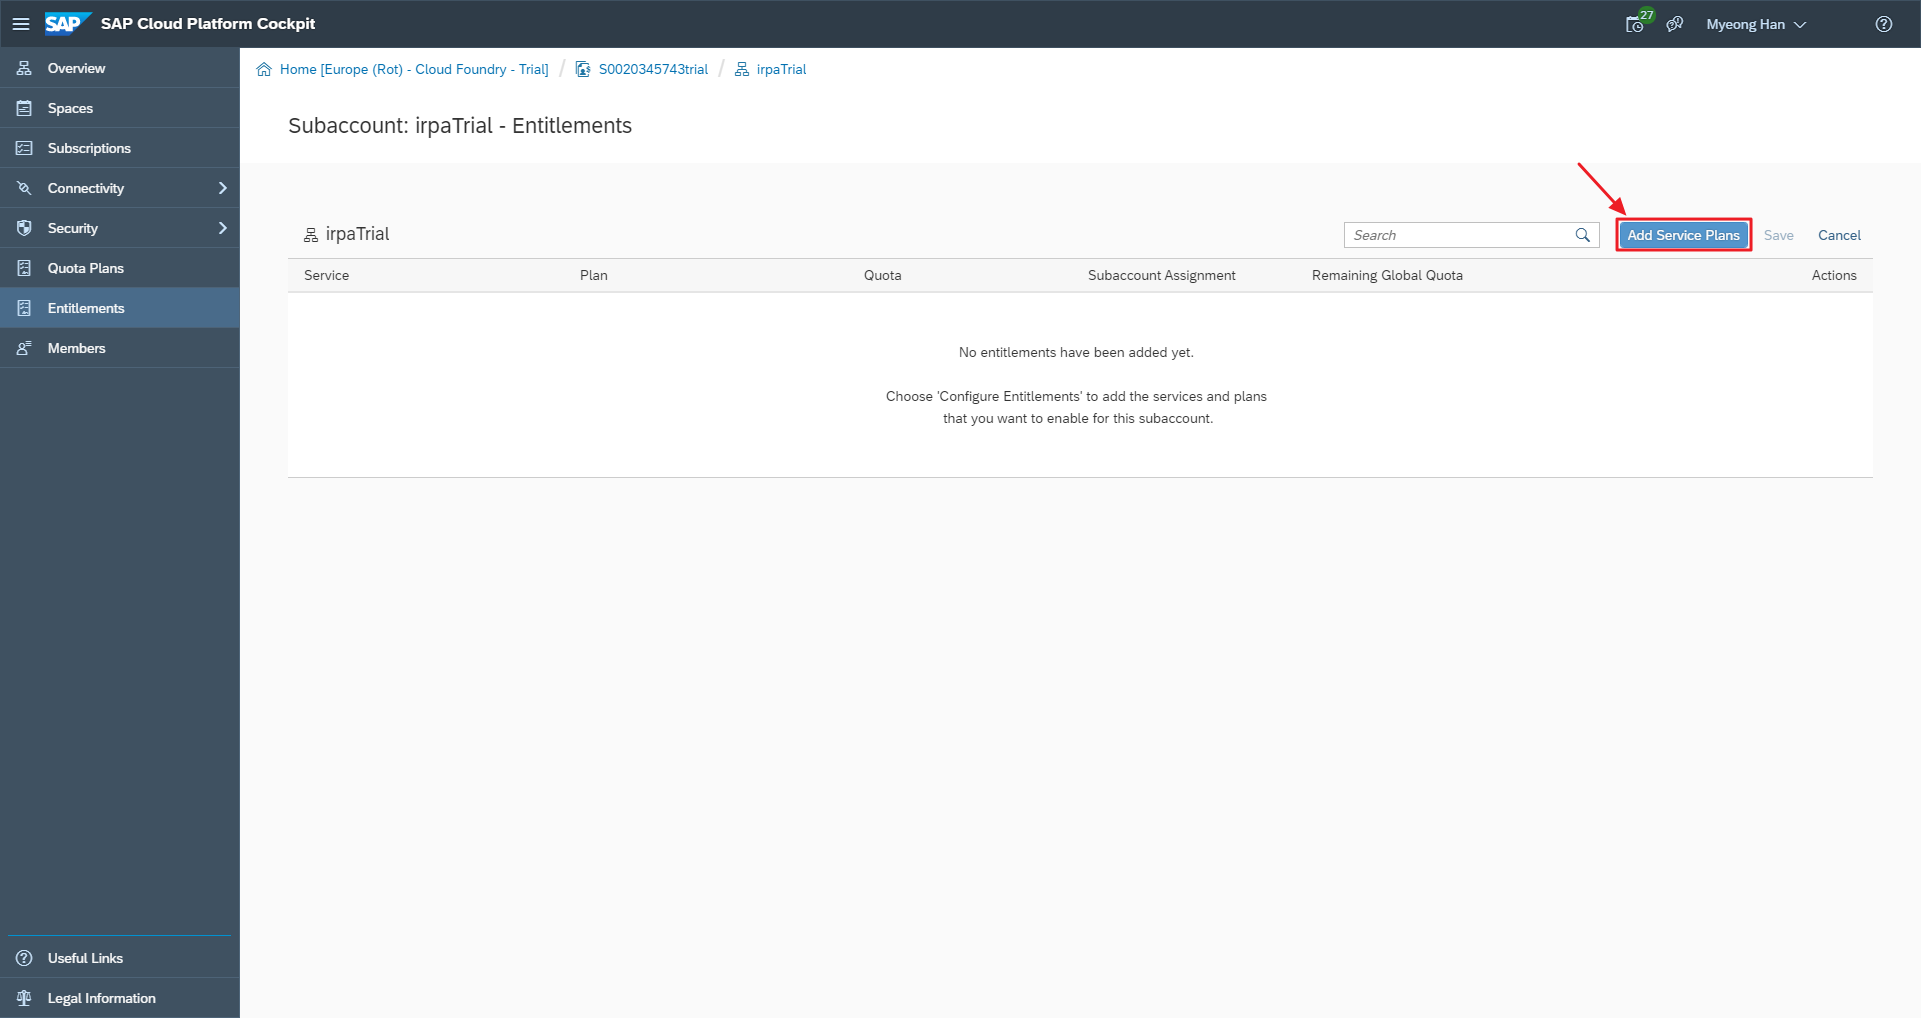 SAP SAP Cloud Platform Cockpit
27
Myeong Han
Overview
Spaces
Subscriptions
Connectivity
Security
Quota Plans
Entitlements
Members
Useful Links
Legal Information
Home [Europe (Rot) - Cloud Foundry - Trial] / S0020345743trial / irpaTrial
Subaccount: irpaTrial - Entitlements
irpaTrial
Search
Add Service Plans
Save
Cancel
Service Plan Quota Subaccount Assignment Remaining Global Quota Actions
No entitlements have been added yet.
Choose 'Configure Entitlements' to add the services and plans
that you want to enable for this subaccount.